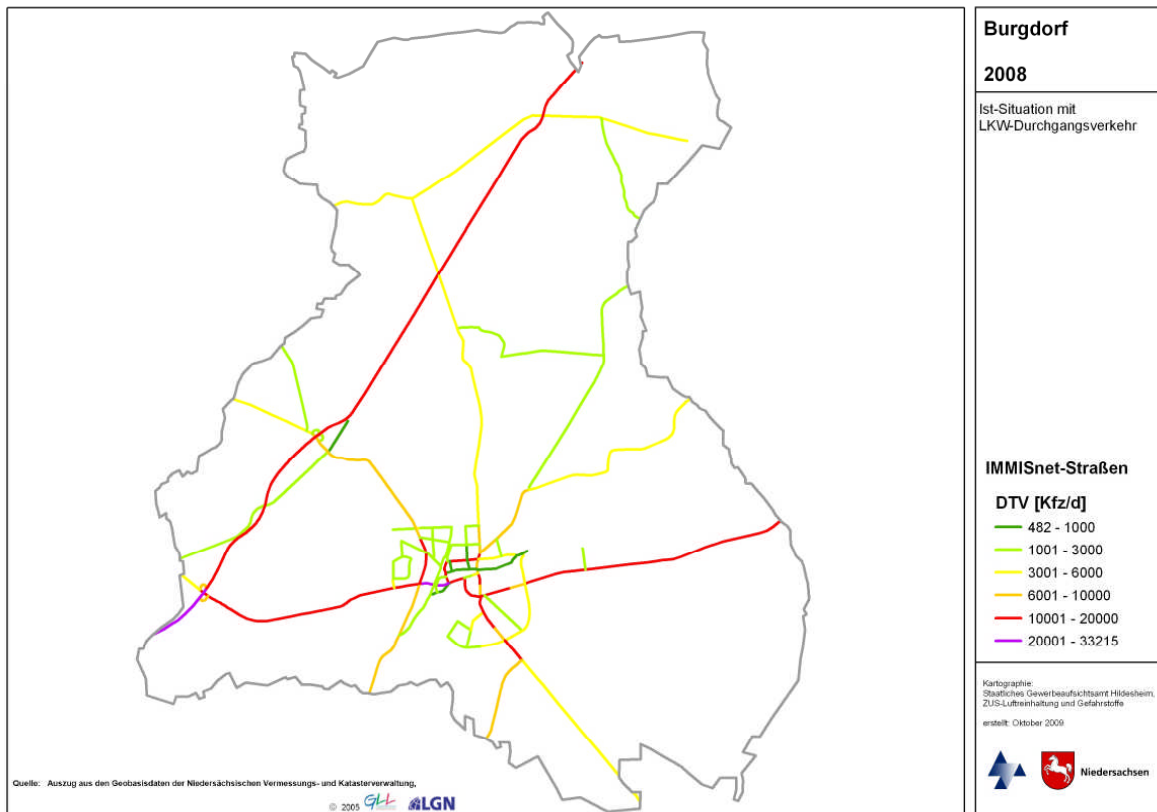 Burgdorf
2008
Ist-Situation mit
LKW-Durchgangsverkehr
IMMISnet-Straßen
DTV [Kfz/d]
482 - 1000
1001 - 3000
3001 - 6000
6001 - 10000
10001 - 20000
20001 - 33215
Kartographie:
Staatliches Gewerbeaufsichtsamt Hildesheim,
ZUS-Luftreinhaltung und Gefahrstoffe
erstellt: Oktober 2009
Niedersachsen
Quelle: Auszug aus den Geobasisdaten der Niedersächsischen Vermessungs- und Katasterverwaltung,
© 2005 GLL LGN